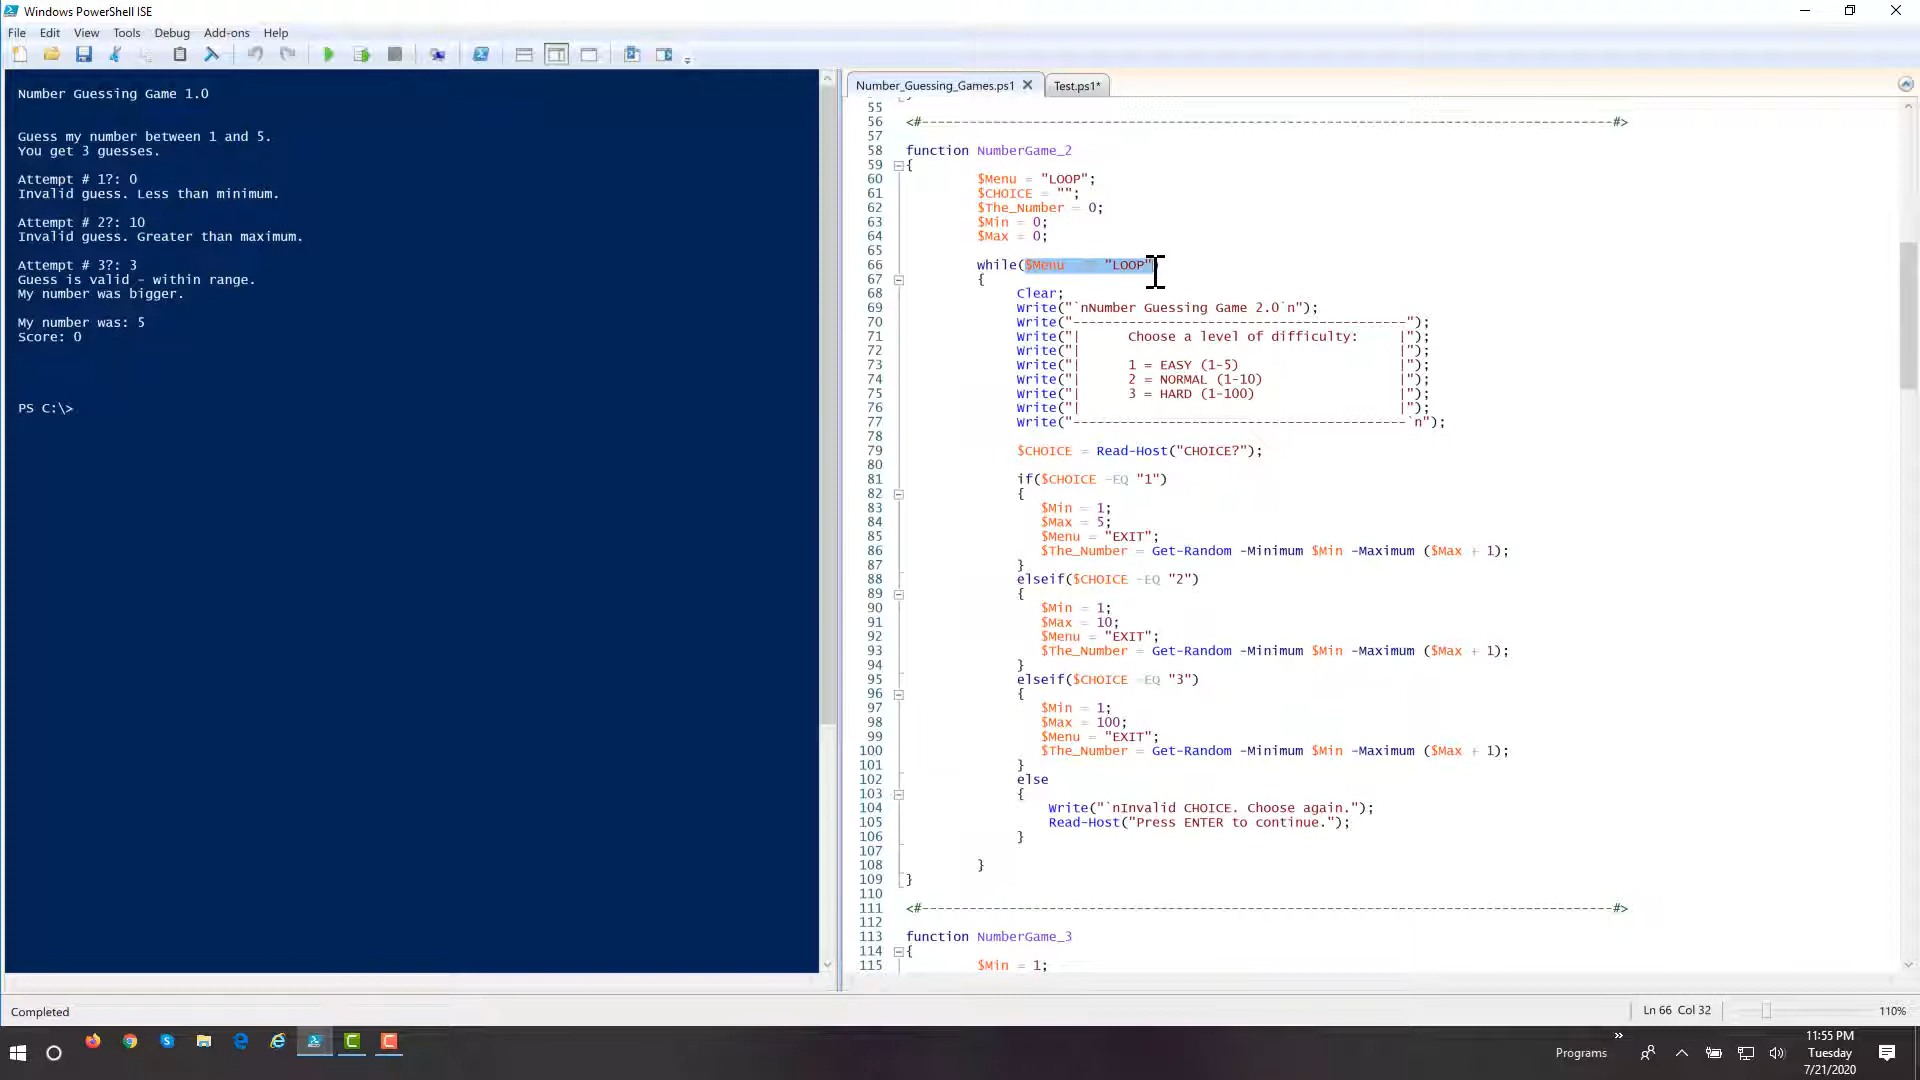 Windows PowerShell ISE
File Edit View Tools Debug Add-ons Help
Number Guessing Game 1.0
Guess my number between 1 and 5.
You get 3 guesses.
Attempt # 1?: 0
Invalid guess. Less than minimum.
Attempt # 2?: 10
Invalid guess. Greater than maximum.
Attempt # 3?: 3
Guess is valid - within range.
My number was bigger.
My number was: 5
Score: 0
PS C:\>
Number_Guessing_Games.ps1 Test.ps1*
55
56 <#---------------------------------------------------------------------------------------#>
57
58 function NumberGame_2
59 {
60 $Menu = "LOOP";
61 $CHOICE = "";
62 $The_Number = 0;
63 $Min = 0;
64 $Max = 0;
65
66 while($Menu "LOOP")
67 {
68 Clear;
69 Write("`nNumber Guessing Game 2.0`n");
70 Write("------------------------------------------");
71 Write("| Choose a level of difficulty: |");
72 Write("| |");
73 Write("| 1 = EASY (1-5) |");
74 Write("| 2 = NORMAL (1-10) |");
75 Write("| 3 = HARD (1-100) |");
76 Write("| |");
77 Write("------------------------------------------`n");
78
79 $CHOICE = Read-Host("CHOICE?");
80
81 if($CHOICE -EQ "1")
82 {
83 $Min = 1;
84 $Max = 5;
85 $Menu = "EXIT";
86 $The_Number = Get-Random -Minimum $Min -Maximum ($Max + 1);
87 }
88 elseif($CHOICE -EQ "2")
89 {
90 $Min = 1;
91 $Max = 10;
92 $Menu = "EXIT";
93 $The_Number = Get-Random -Minimum $Min -Maximum ($Max + 1);
94 }
95 elseif($CHOICE -EQ "3")
96 {
97 $Min = 1;
98 $Max = 100;
99 $Menu = "EXIT";
100 $The_Number = Get-Random -Minimum $Min -Maximum ($Max + 1);
101 }
102 else
103 {
104 Write("`nInvalid CHOICE. Choose again.");
105 Read-Host("Press ENTER to continue.");
106 }
107
108 }
109 }
110
111 <#---------------------------------------------------------------------------------------#>
112
113 function NumberGame_3
114 {
115 $Min = 1;
Completed
Ln 66 Col 32
110%
Programs
11:55 PM
Tuesday
7/21/2020